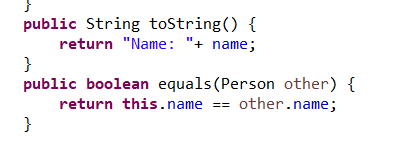 }
public String toString() {
return "Name: "+ name;
}
public boolean equals(Person other) {
return this.name == other.name;
}